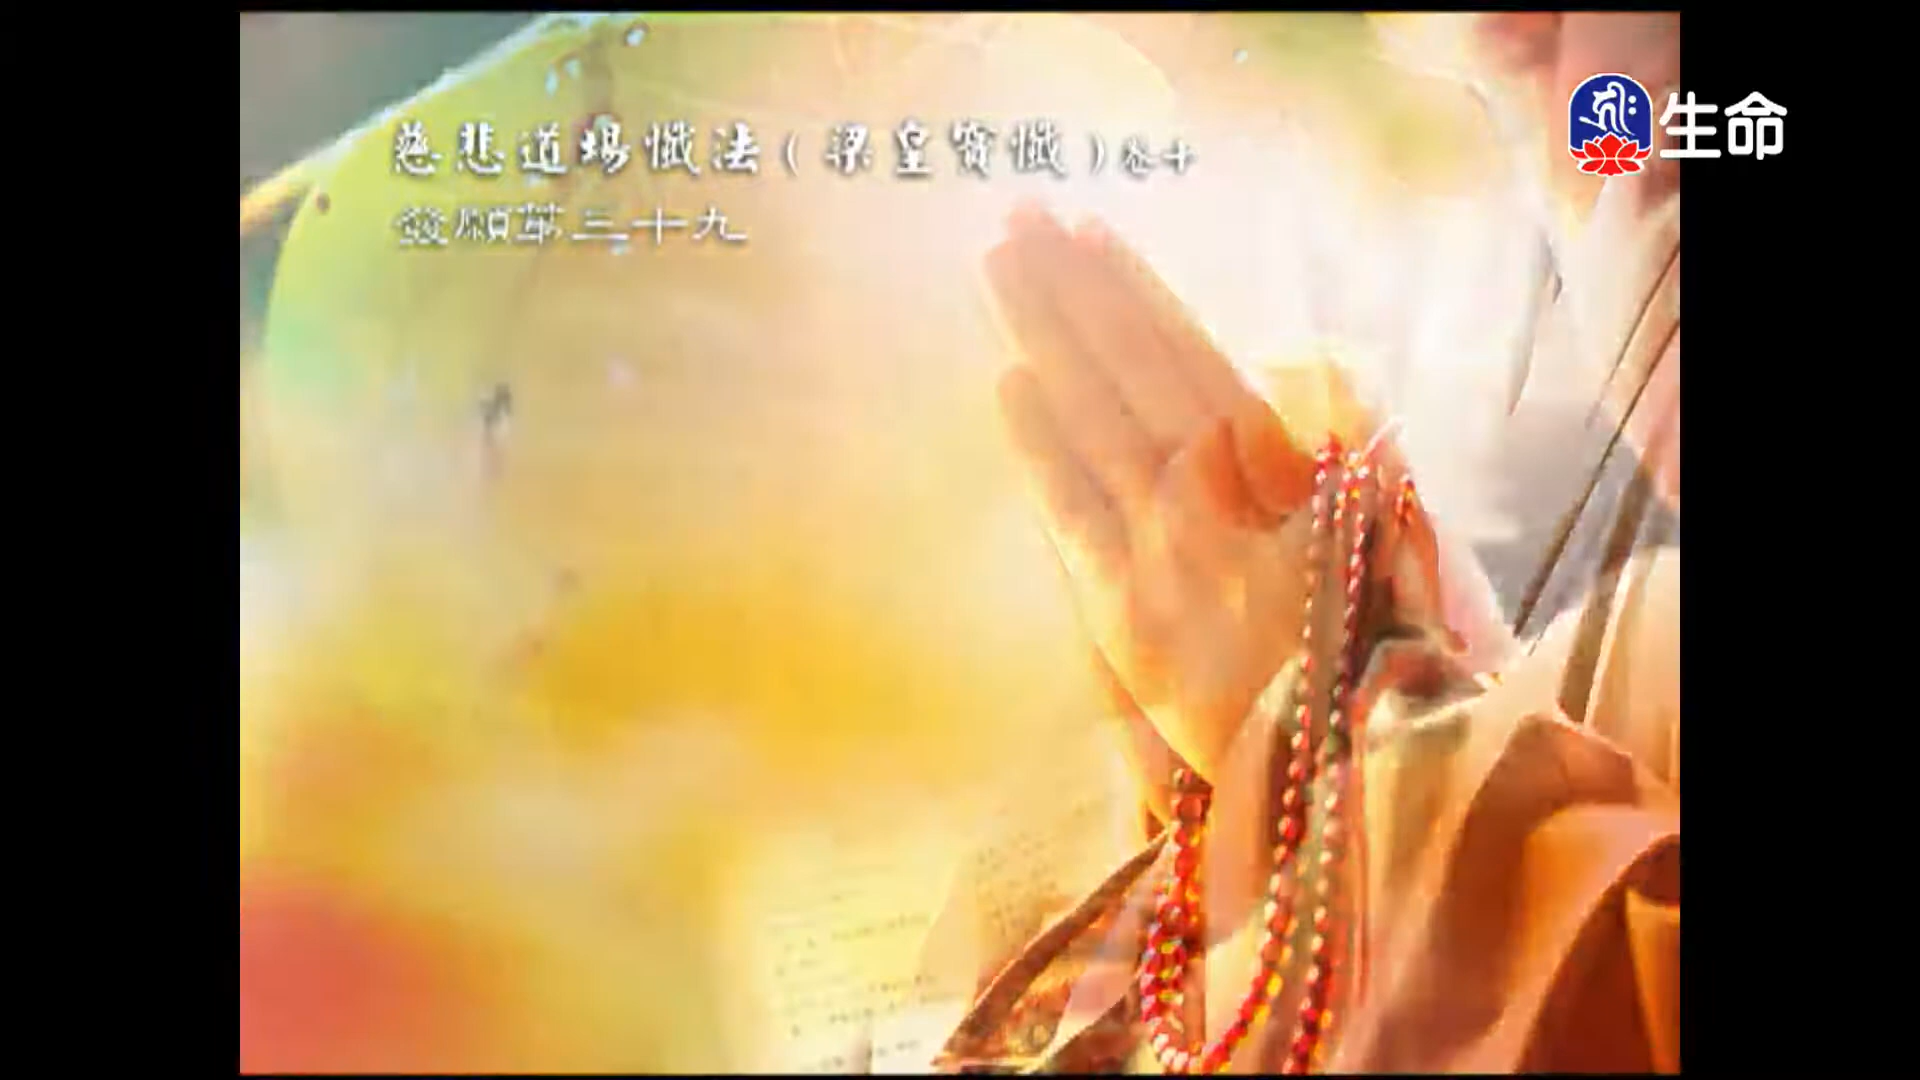 慈悲道場懺法（梁皇寶懺）卷十
發願第三十九
生命